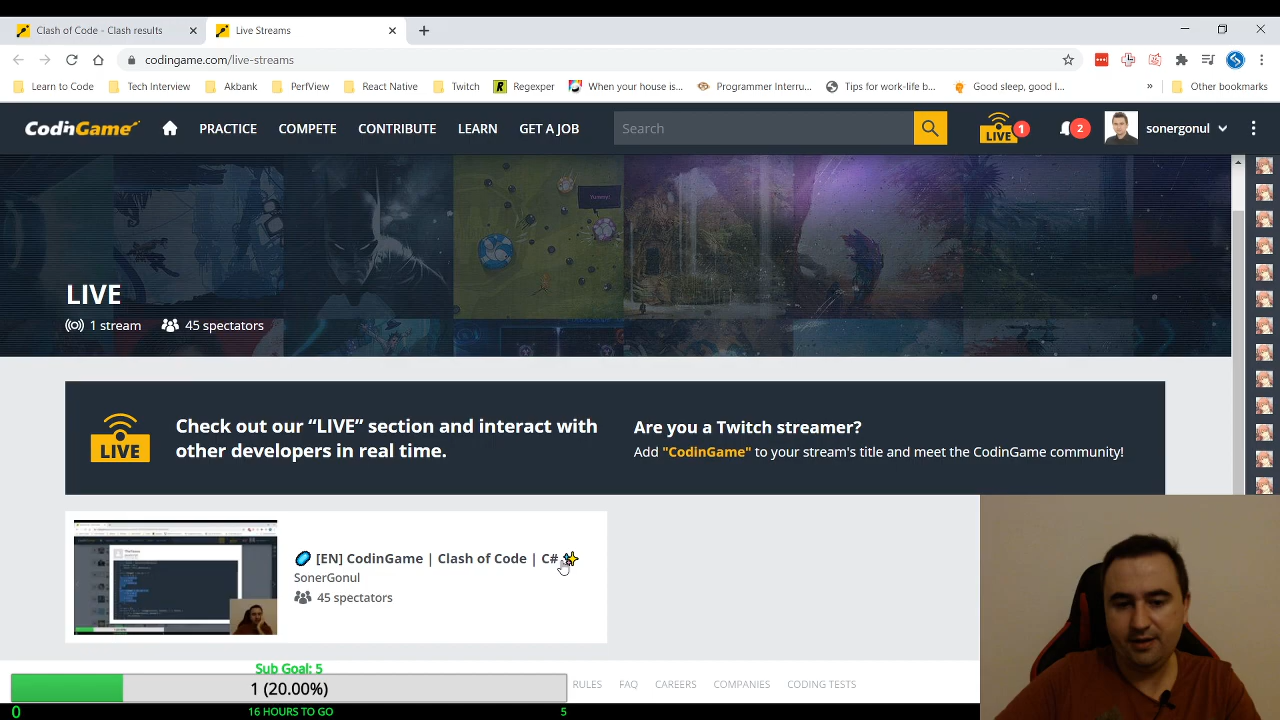 Clash of Code - Clash results
Live Streams
codingame.com/live-streams
Learn to Code
Tech Interview
Akbank
PerfView
React Native
Twitch
Regexper
When your house is...
Programmer Interru...
Tips for work-life b...
Good sleep, good l...
Other bookmarks
CodinGame
PRACTICE
COMPETE
CONTRIBUTE
LEARN
GET A JOB
Search
LIVE
1
2
sonergonul
LIVE
1 stream
45 spectators
LIVE
Check out our “LIVE” section and interact with
other developers in real time.
Are you a Twitch streamer?
Add "CodinGame" to your stream's title and meet the CodinGame community!
[EN] CodinGame | Clash of Code | C#
SonerGonul
45 spectators
Sub Goal: 5
1 (20.00%)
0
16 HOURS TO GO
5
RULES
FAQ
CAREERS
COMPANIES
CODING TESTS